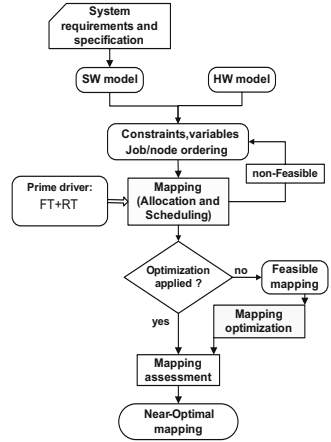 System
requirements and
specification
SW model
HW model
Constraints,variables
Job/node ordering
non-Feasible
Prime driver:
FT+RT
Mapping
(Allocation and
Scheduling)
Optimization
applied ?
no
Feasible
mapping
yes
Mapping
optimization
Mapping
assessment
Near-Optimal
mapping